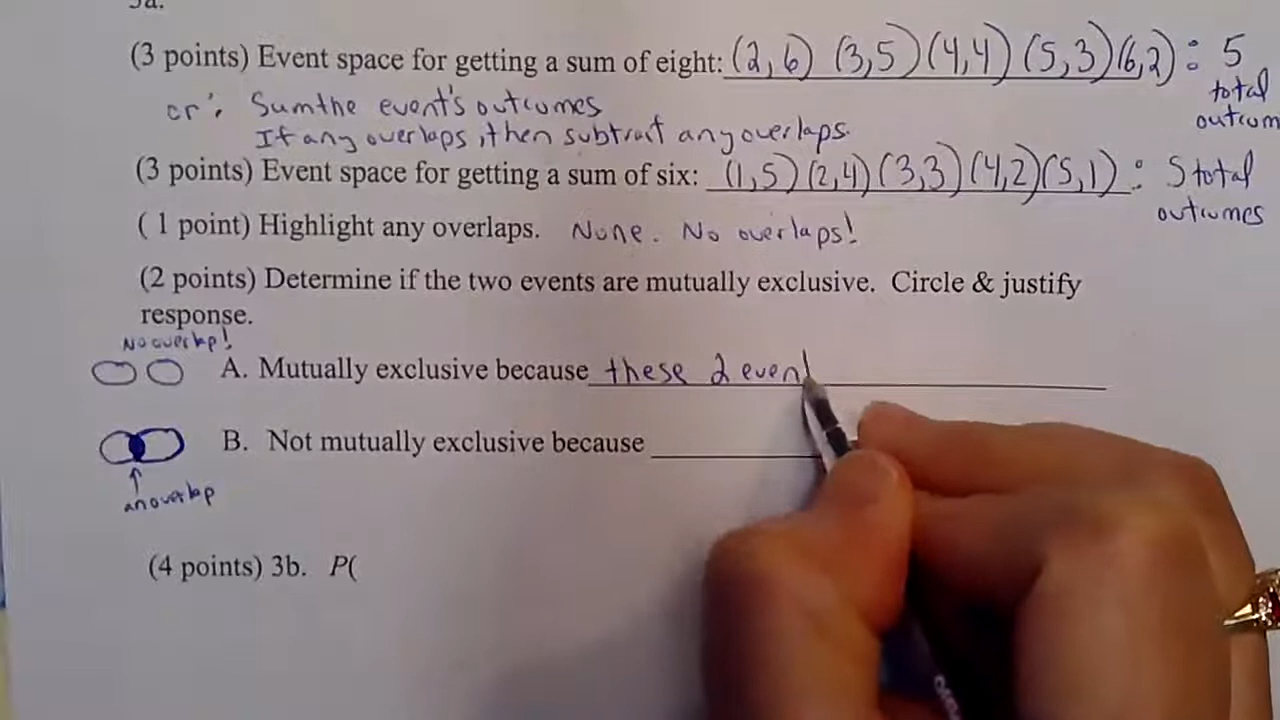 3a.
(3 points) Event space for getting a sum of eight: (2,6) (3,5) (4,4) (5,3) (6,2) : 5
total
outcom
or: Sum the event's outcomes
If any overlaps, then subtract any overlaps.
(3 points) Event space for getting a sum of six: (1,5) (2,4) (3,3) (4,2) (5,1) : 5 total
outcomes
( 1 point) Highlight any overlaps. None. No overlaps!
(2 points) Determine if the two events are mutually exclusive. Circle & justify
response.
No overlap!
A. Mutually exclusive because these 2 event
B. Not mutually exclusive because
an overlap
(4 points) 3b. P(